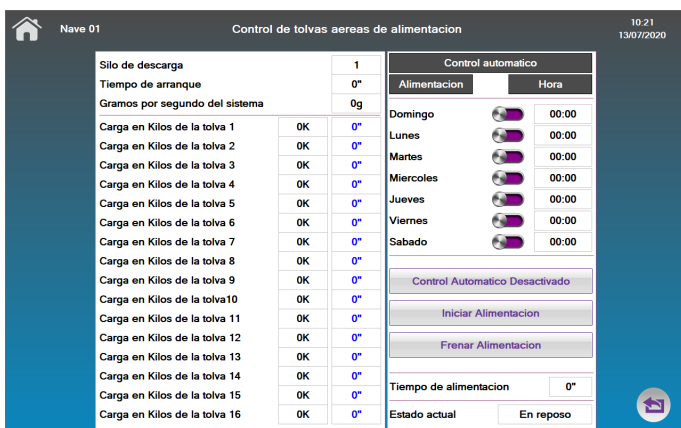 Nave 01
Control de tolvas aereas de alimentacion
10:21
13/07/2020
Silo de descarga 1
Tiempo de arranque 0"
Gramos por segundo del sistema 0g
Carga en Kilos de la tolva 1 0K 0"
Carga en Kilos de la tolva 2 0K 0"
Carga en Kilos de la tolva 3 0K 0"
Carga en Kilos de la tolva 4 0K 0"
Carga en Kilos de la tolva 5 0K 0"
Carga en Kilos de la tolva 6 0K 0"
Carga en Kilos de la tolva 7 0K 0"
Carga en Kilos de la tolva 8 0K 0"
Carga en Kilos de la tolva 9 0K 0"
Carga en Kilos de la tolva10 0K 0"
Carga en Kilos de la tolva 11 0K 0"
Carga en Kilos de la tolva 12 0K 0"
Carga en Kilos de la tolva 13 0K 0"
Carga en Kilos de la tolva 14 0K 0"
Carga en Kilos de la tolva 15 0K 0"
Carga en Kilos de la tolva 16 0K 0"
Control automatico
Alimentacion Hora
Domingo 00:00
Lunes 00:00
Martes 00:00
Miercoles 00:00
Jueves 00:00
Viernes 00:00
Sabado 00:00
Control Automatico Desactivado
Iniciar Alimentacion
Frenar Alimentacion
Tiempo de alimentacion 0"
Estado actual En reposo